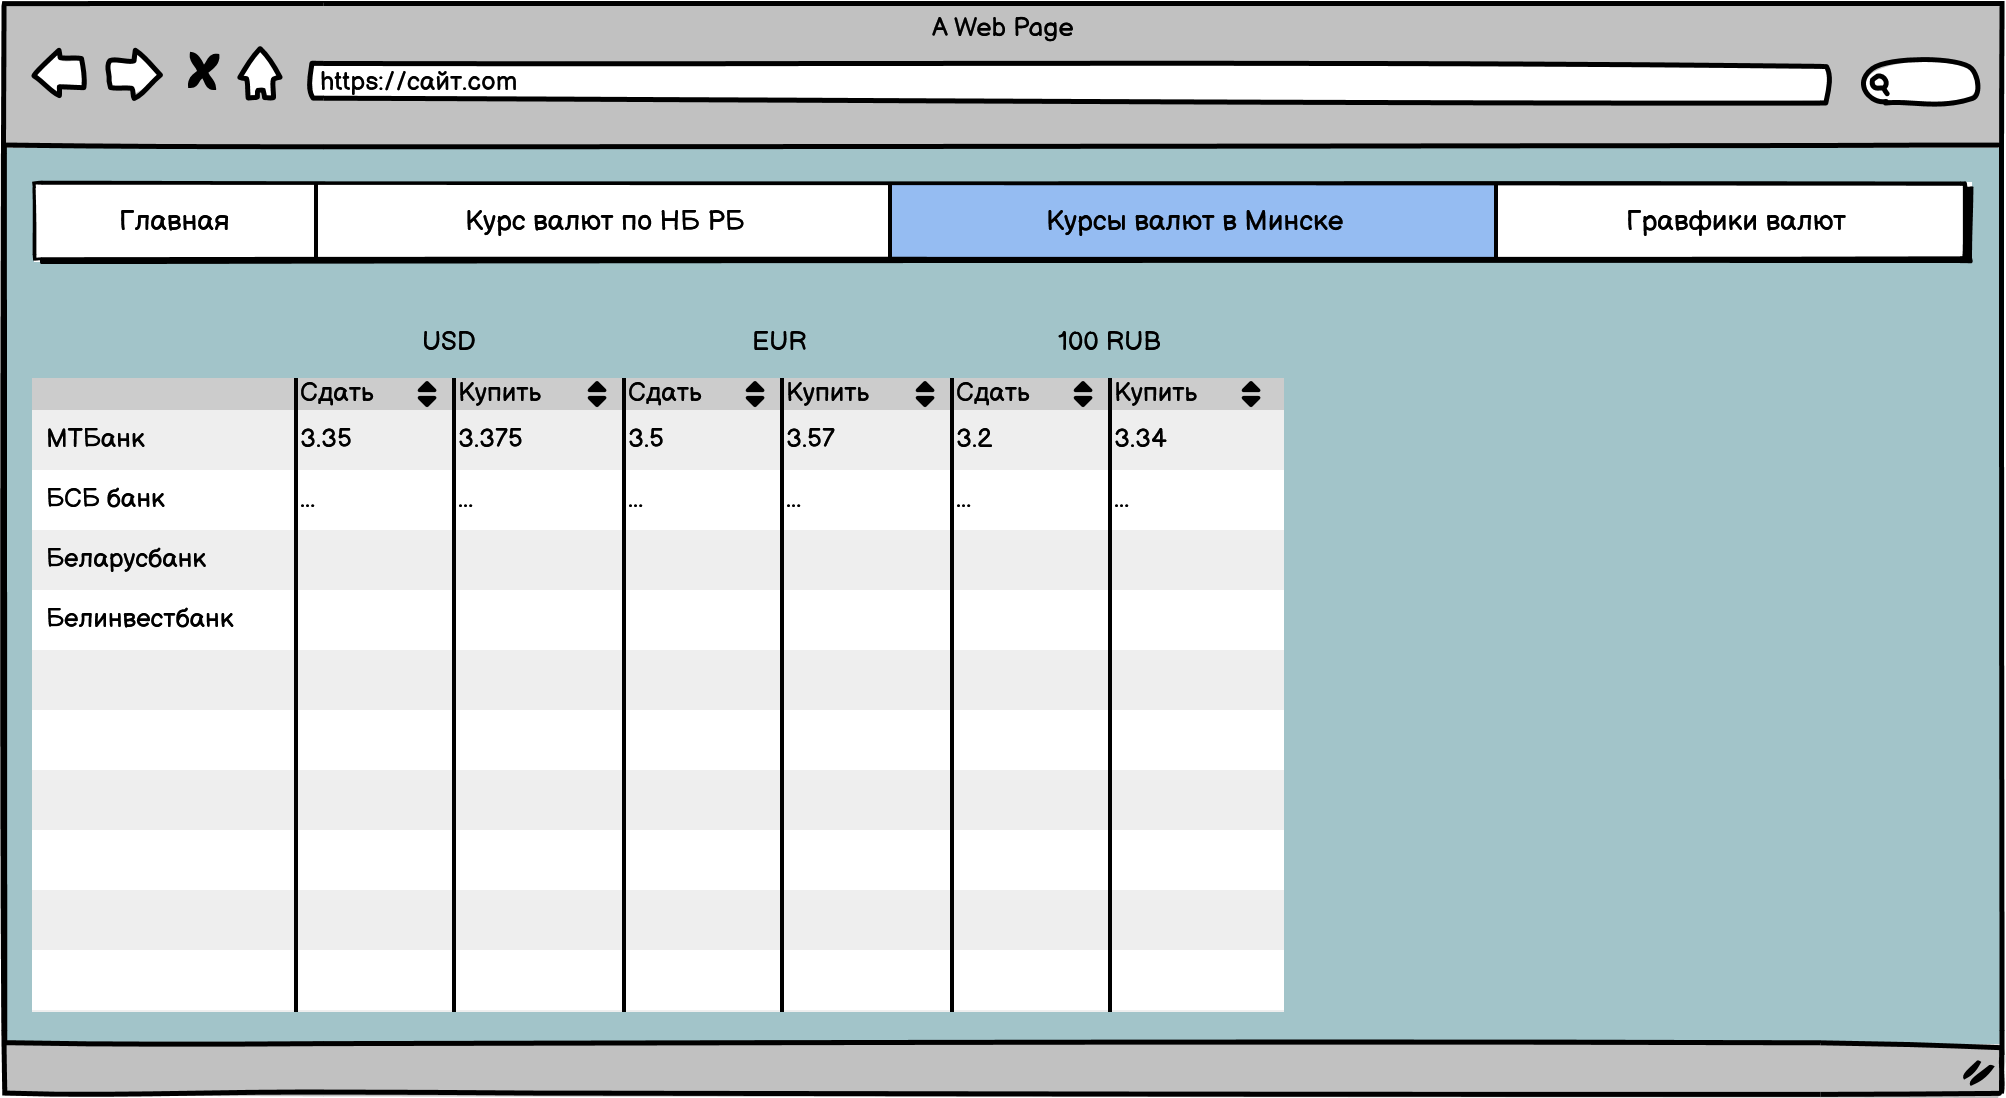 A Web Page
https://сайт.com
Главная Курс валют по НБ РБ Курсы валют в Минске Гравфики валют
USD EUR 100 RUB
Сдать Купить Сдать Купить Сдать Купить
МТБанк 3.35 3.375 3.5 3.57 3.2 3.34
БСБ банк ... ... ... ... ... ...
Беларусбанк
Белинвестбанк